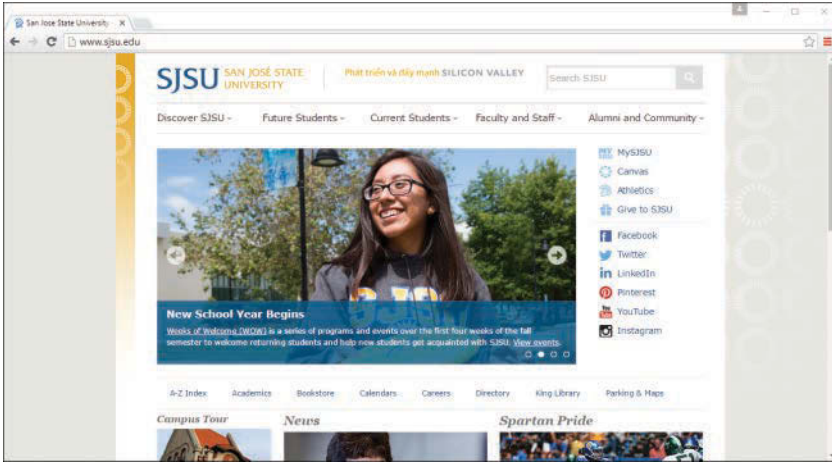 San Jose State University
www.sjsu.edu
SJSU SAN JOSÉ STATE UNIVERSITY
Phát triển và đẩy mạnh SILICON VALLEY
Search SJSU
Discover SJSU Future Students Current Students Faculty and Staff Alumni and Community
MySJSU
Canvas
Athletics
Give to SJSU
Facebook
Twitter
LinkedIn
Pinterest
YouTube
Instagram
SJSU
New School Year Begins
Weeks of Welcome (WOW) is a series of programs and events over the first four weeks of the fall
semester to welcome returning students and help new students get acquainted with SJSU. View events.
A-Z Index Academics Bookstore Calendars Careers Directory King Library Parking & Maps
Campus Tour News Spartan Pride